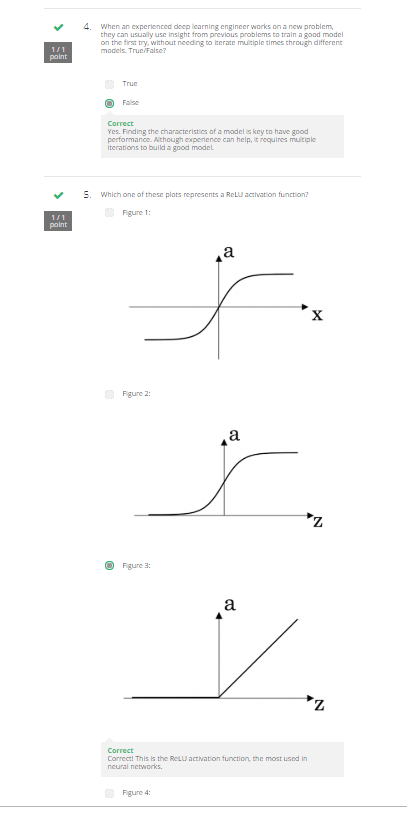 4. When an experienced deep learning engineer works on a new problem,
they can usually use insight from previous problems to train a good model
on the first try, without needing to iterate multiple times through different
models. True/False?
1 / 1
point
True
False
Correct
Yes. Finding the characteristics of a model is key to have good
performance. Although experience can help, it requires multiple
iterations to build a good model.
5. Which one of these plots represents a ReLU activation function?
1 / 1
point
Figure 1:
a
x
Figure 2:
a
z
Figure 3:
a
z
Correct
Correct! This is the ReLU activation function, the most used in
neural networks.
Figure 4: